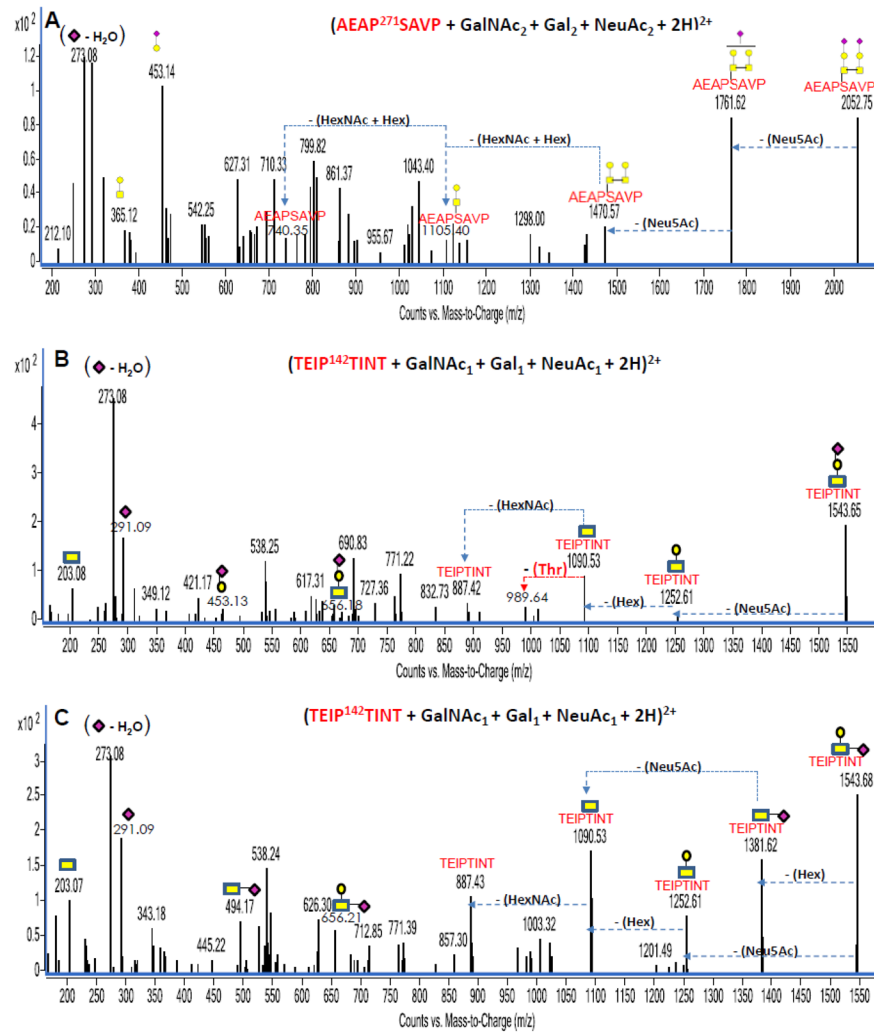 A
(AEAP²⁷¹SAVP + GalNAc₂ + Gal₂ + NeuAc₂ + 2H)²⁺
x10²
( - H₂O)
273.08
453.14
365.12
212.10
542.25
627.31
710.33
799.82
861.37
955.67
1043.40
1298.00
- (HexNAc + Hex)
- (HexNAc + Hex)
AEAPSAVP
740.35
AEAPSAVP
1105.40
AEAPSAVP
1470.57
AEAPSAVP
1761.62
AEAPSAVP
2052.75
- (Neu5Ac)
- (Neu5Ac)
1.2
1
0.8
0.6
0.4
0.2
0
200 300 400 500 600 700 800 900 1000 1100 1200 1300 1400 1500 1600 1700 1800 1900 2000
Counts vs. Mass-to-Charge (m/z)
B
(TEIP¹⁴²TINT + GalNAc₁ + Gal₁ + NeuAc₁ + 2H)²⁺
x10²
( - H₂O)
273.08
291.09
203.08
349.12
421.17
453.13
538.25
617.31
656.18
690.83
727.36
771.22
832.73
TEIPTINT
887.42
- (HexNAc)
- (Thr)
989.64
TEIPTINT
1090.53
- (Hex)
TEIPTINT
1252.61
- (Neu5Ac)
TEIPTINT
1543.65
4
3
2
1
0
200 250 300 350 400 450 500 550 600 650 700 750 800 850 900 950 1000 1050 1100 1150 1200 1250 1300 1350 1400 1450 1500 1550
Counts vs. Mass-to-Charge (m/z)
C
(TEIP¹⁴²TINT + GalNAc₁ + Gal₁ + NeuAc₁ + 2H)²⁺
x10²
( - H₂O)
273.08
291.09
203.07
343.18
445.22
494.17
538.24
626.30
656.21
712.85
771.39
857.30
TEIPTINT
887.43
- (HexNAc)
1003.32
TEIPTINT
1090.53
- (Neu5Ac)
- (Hex)
1201.49
TEIPTINT
1252.61
- (Neu5Ac)
TEIPTINT
1381.62
- (Hex)
TEIPTINT
1543.68
3
2.5
2
1.5
1
0.5
0
200 250 300 350 400 450 500 550 600 650 700 750 800 850 900 950 1000 1050 1100 1150 1200 1250 1300 1350 1400 1450 1500 1550
Counts vs. Mass-to-Charge (m/z)